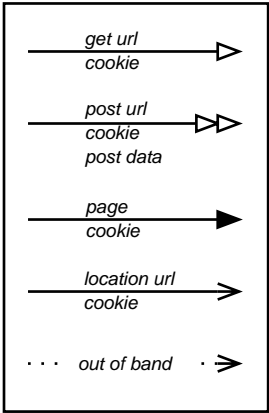 get url
cookie
post url
cookie
post data
page
cookie
location url
cookie
out of band